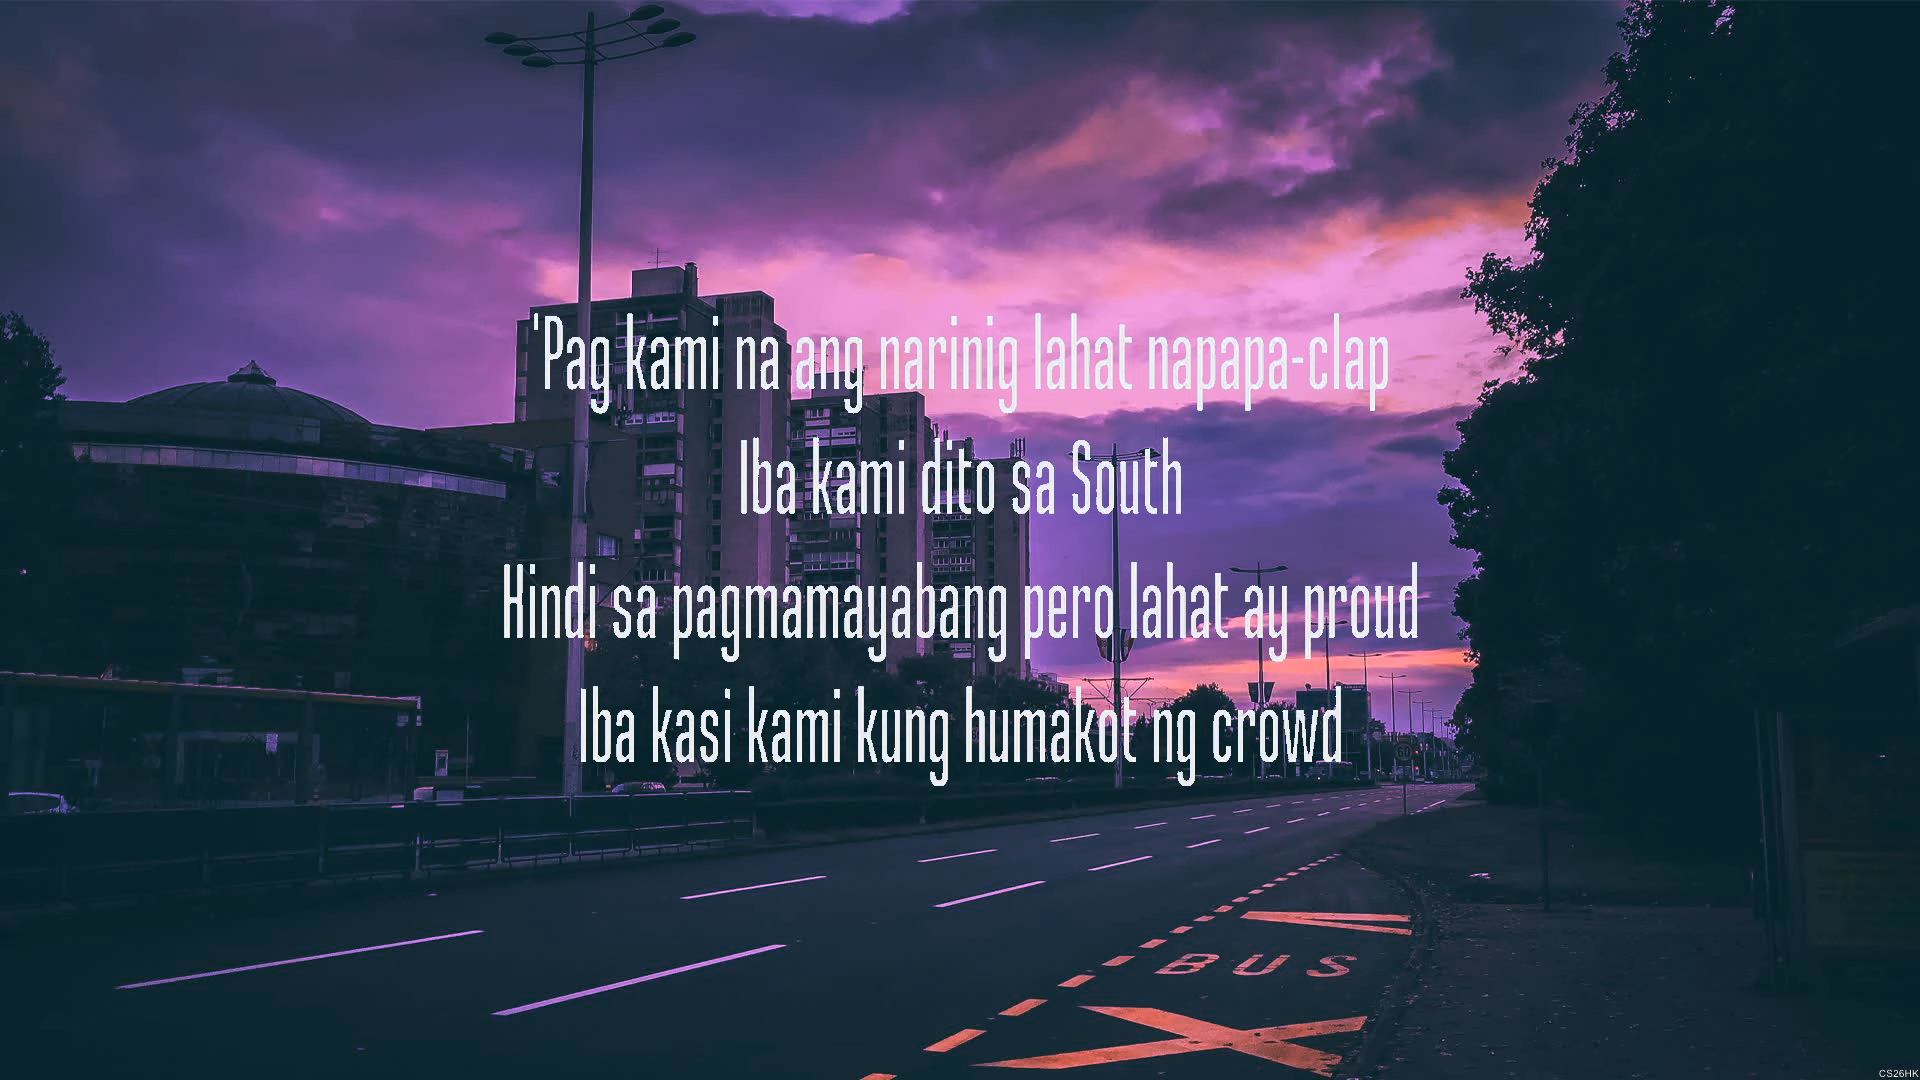 'Pag kami na ang narinig lahat napapa-clap
Iba kami dito sa South
Hindi sa pagmamayabang pero lahat ay proud
Iba kasi kami kung humakot ng crowd
60
BUS
CS26HK